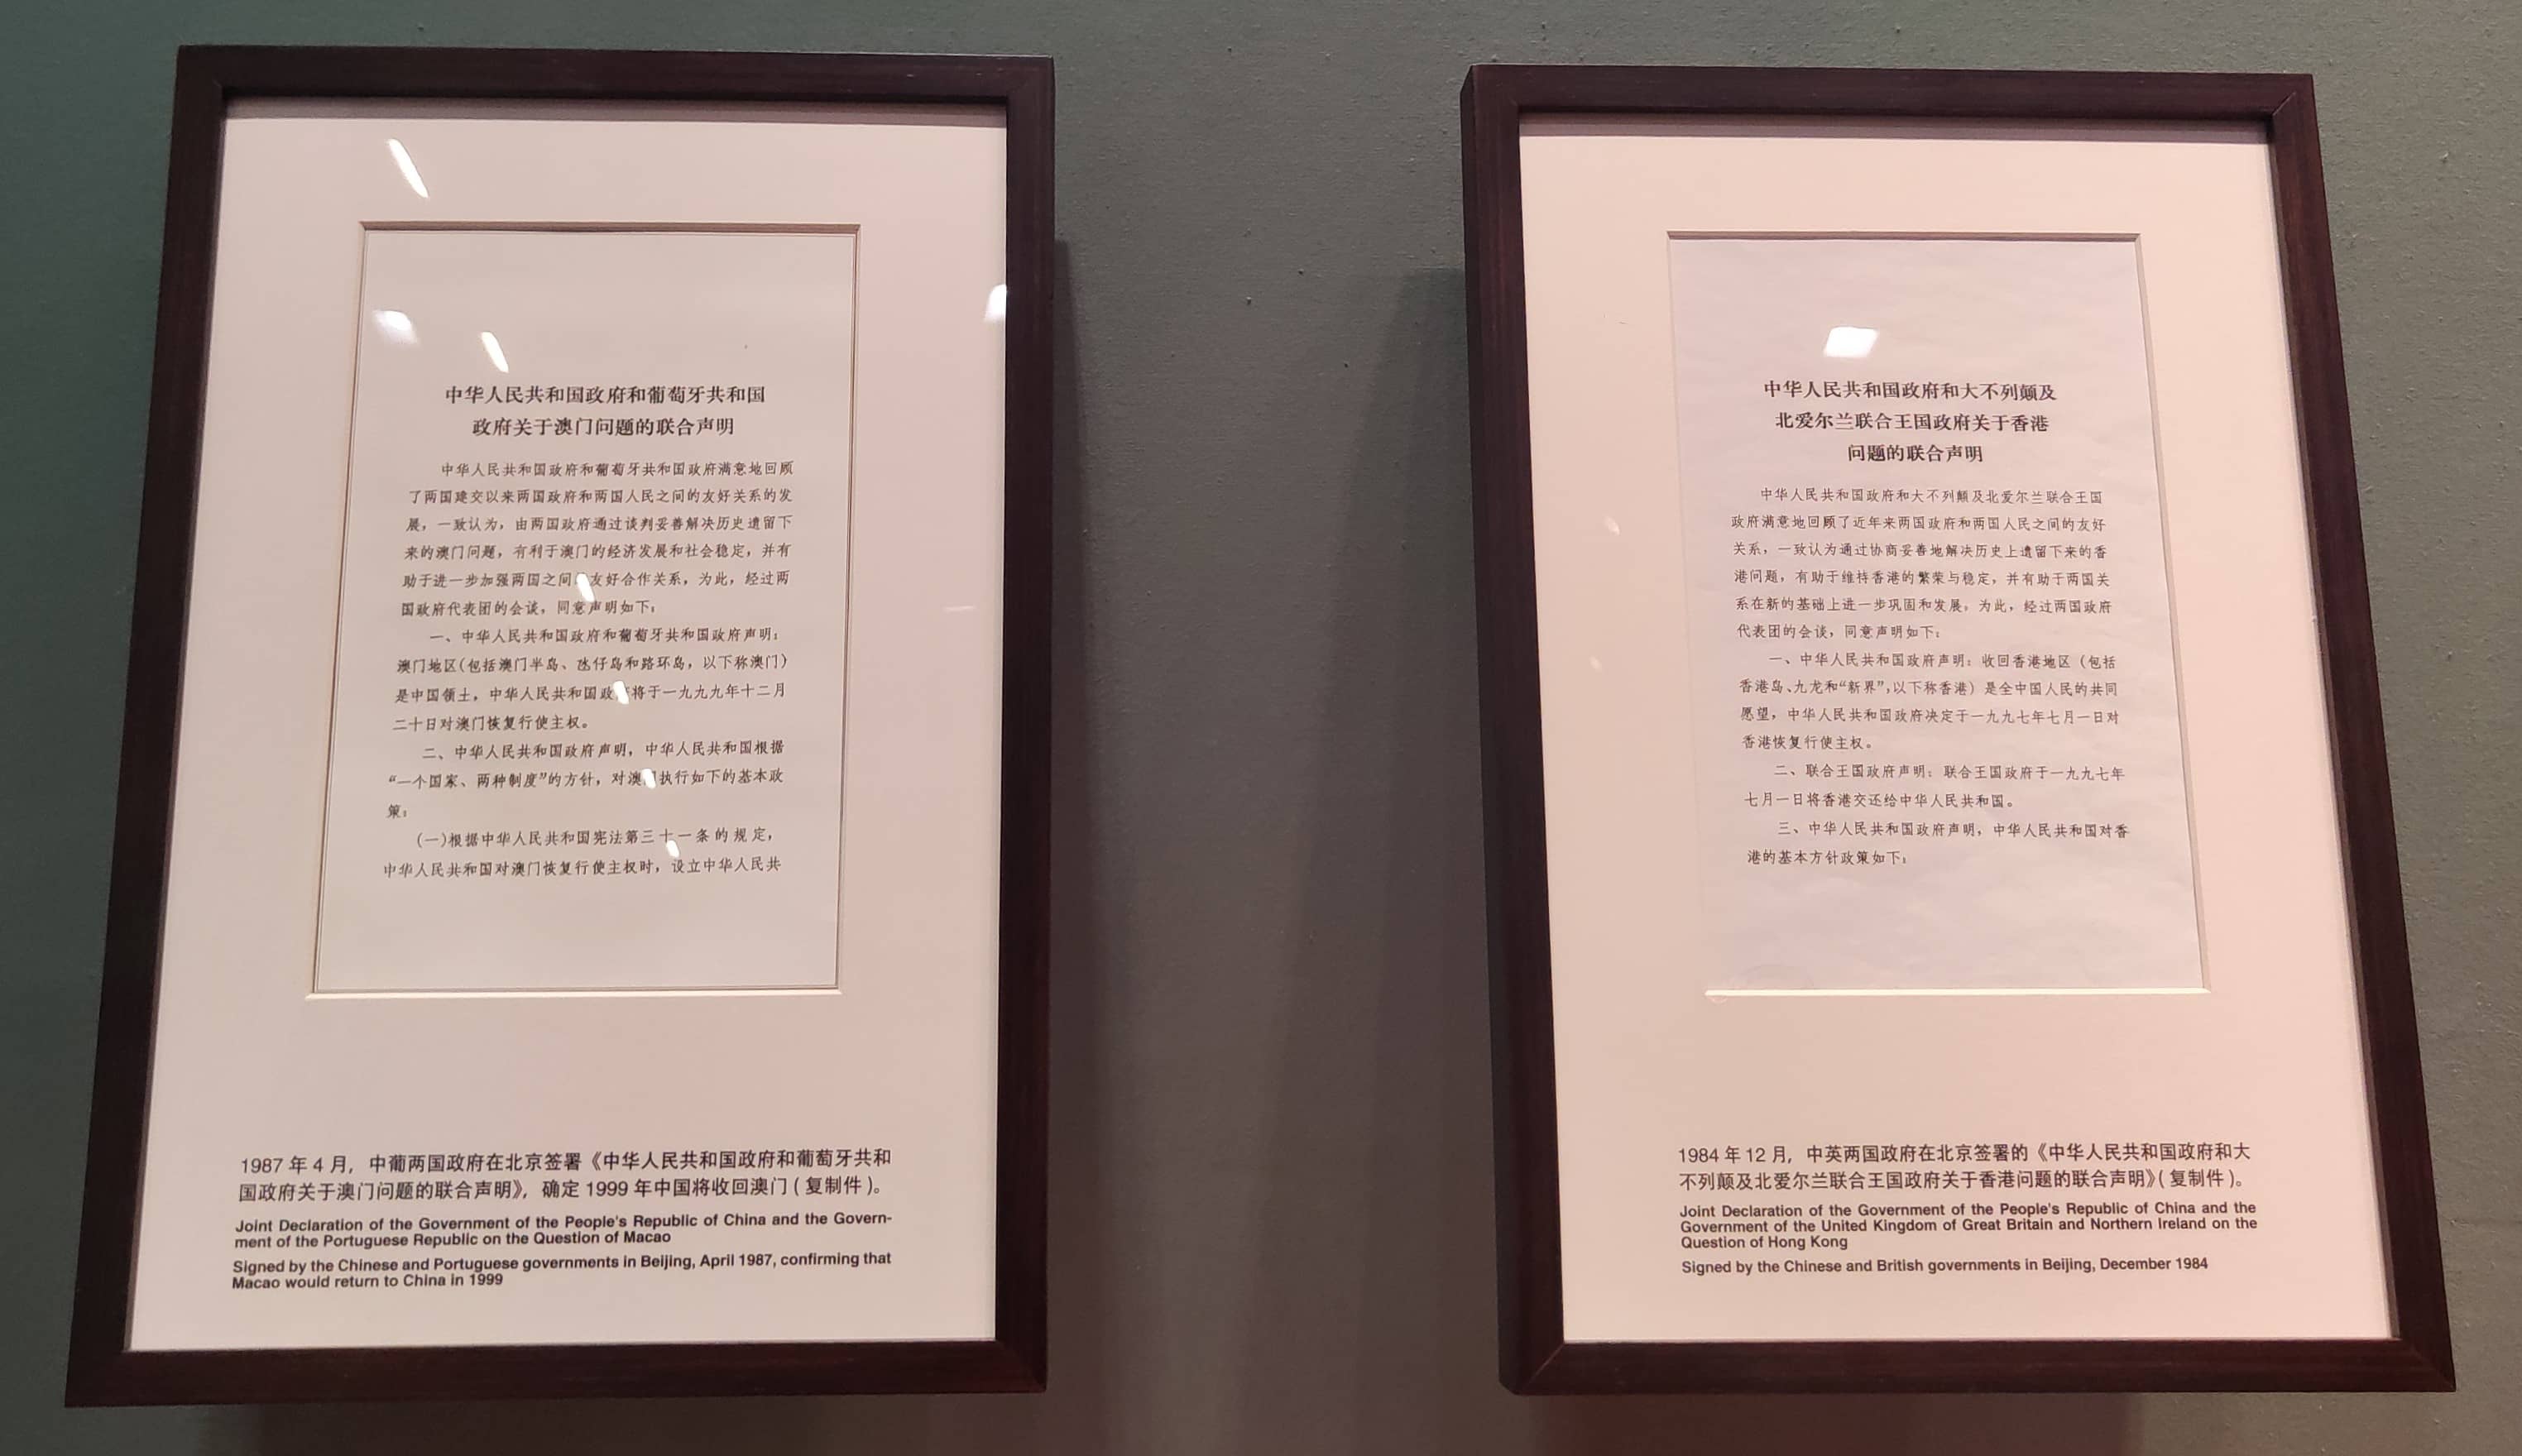 中华人民共和国政府和葡萄牙共和国
政府关于澳门问题的联合声明
中华人民共和国政府和葡萄牙共和国政府满意地回顾
了两国建交以来两国政府和两国人民之间的友好关系的发
展，一致认为，由两国政府通过谈判妥善解决历史遗留下
来的澳门问题，有利于澳门的经济发展和社会稳定，并有
助于进一步加强两国之间 友好合作关系，为此，经过两
国政府代表团的会谈，同意声明如下：
一、中华人民共和国政府和葡萄牙共和国政府声明：
澳门地区（包括澳门半岛、氹仔岛和路环岛，以下称澳门）
是中国领土，中华人民共和国政 将于一九九九年十二月
二十日对澳门恢复行使主权。
二、中华人民共和国政府声明，中华人民共和国根据
“一个国家、两种制度”的方针，对澳 执行如下的基本政
策：
（一）根据中华人民共和国宪法第三十一条的规定，
中华人民共和国对澳门恢复行使主权时，设立中华人民共
1987 年 4 月，中葡两国政府在北京签署《中华人民共和国政府和葡萄牙共和
国政府关于澳门问题的联合声明》，确定 1999 年中国将收回澳门 ( 复制件 )。
Joint Declaration of the Government of the People's Republic of China and the Govern-
ment of the Portuguese Republic on the Question of Macao
Signed by the Chinese and Portuguese governments in Beijing, April 1987, confirming that
Macao would return to China in 1999
中华人民共和国政府和大不列颠及
北爱尔兰联合王国政府关于香港
问题的联合声明
中华人民共和国政府和大不列颠及北爱尔兰联合王国
政府满意地回顾了近年来两国政府和两国人民之间的友好
关系，一致认为通过协商妥善地解决历史上遗留下来的香
港问题，有助于维持香港的繁荣与稳定，并有助于两国关
系在新的基础上进一步巩固和发展。为此，经过两国政府
代表团的会谈，同意声明如下：
一、中华人民共和国政府声明：收回香港地区（包括
香港岛、九龙和“新界”，以下称香港）是全中国人民的共同
愿望，中华人民共和国政府决定于一九九七年七月一日对
香港恢复行使主权。
二、联合王国政府声明：联合王国政府于一九九七年
七月一日将香港交还给中华人民共和国。
三、中华人民共和国政府声明，中华人民共和国对香
港的基本方针政策如下：
1984 年 12 月，中英两国政府在北京签署的《中华人民共和国政府和大
不列颠及北爱尔兰联合王国政府关于香港问题的联合声明》( 复制件 )。
Joint Declaration of the Government of the People's Republic of China and the
Government of the United Kingdom of Great Britain and Northern Ireland on the
Question of Hong Kong
Signed by the Chinese and British governments in Beijing, December 1984